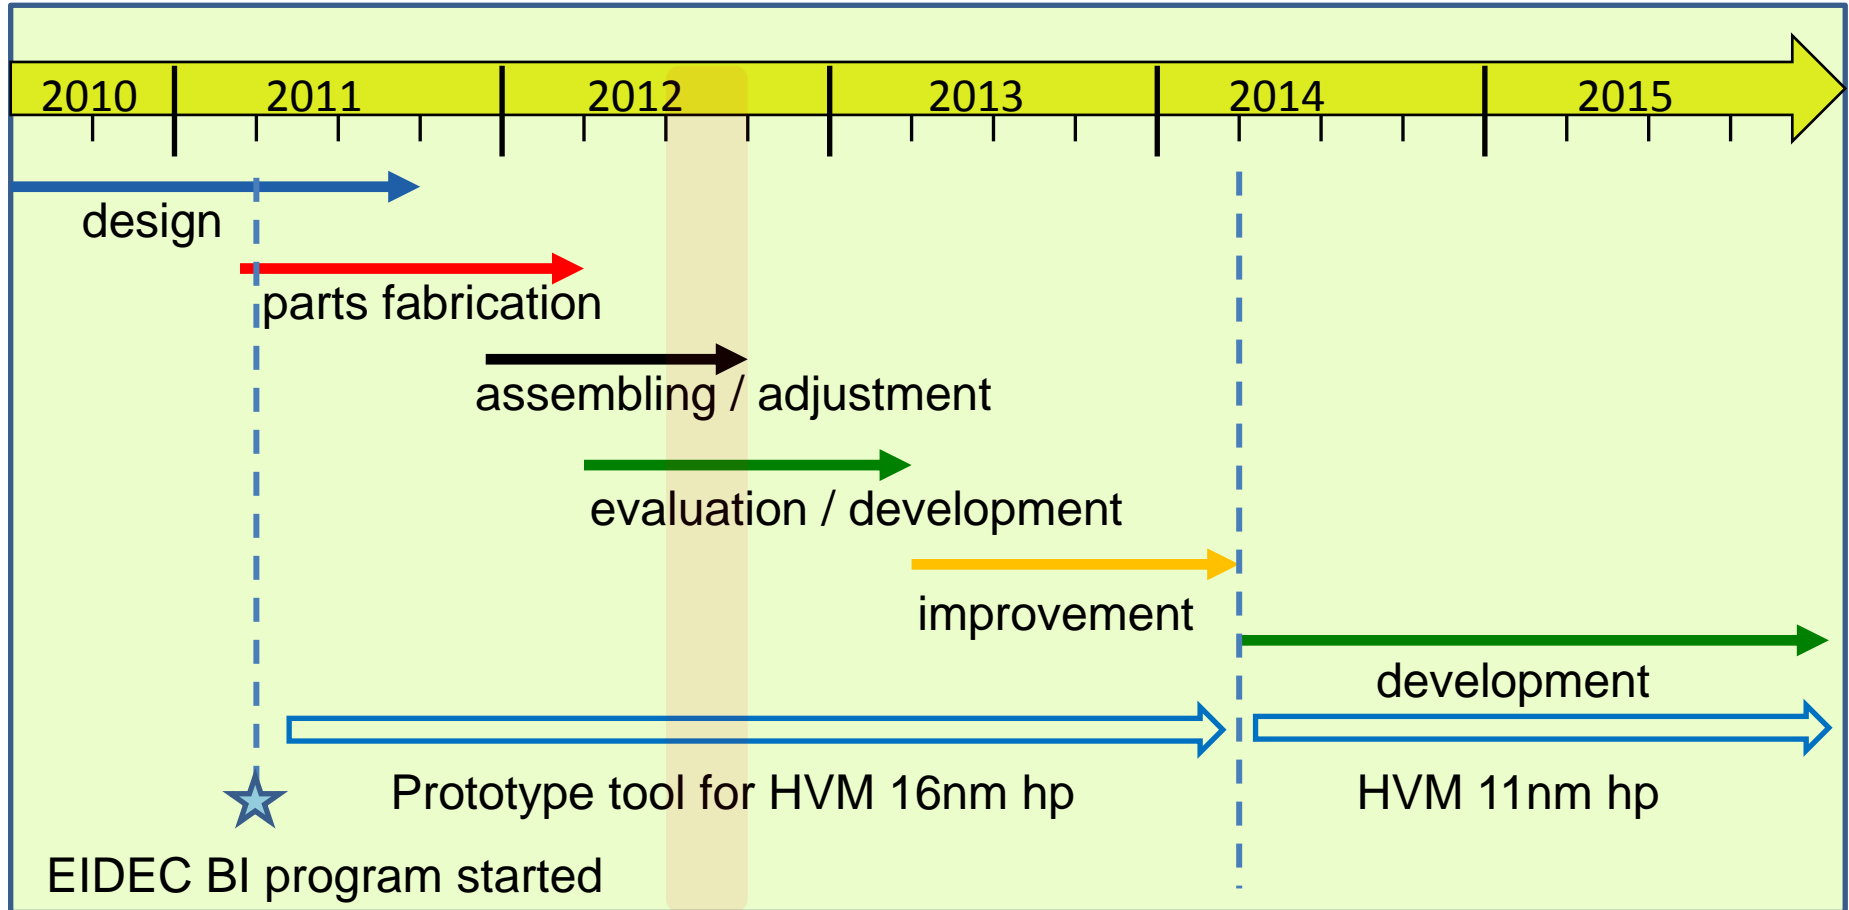 2010 2011 2012 2013 2014 2015
design
parts fabrication
assembling / adjustment
evaluation / development
improvement
development
Prototype tool for HVM 16nm hp
HVM 11nm hp
EIDEC BI program started